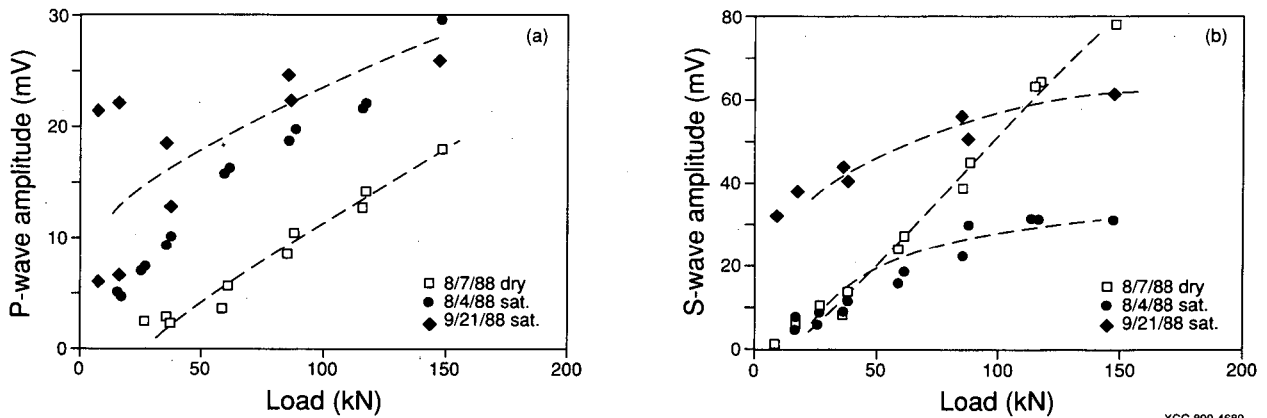 (a)
P-wave amplitude (mV)
30
20
10
0
□ 8/7/88 dry
● 8/4/88 sat.
◆ 9/21/88 sat.
0 50 100 150 200
Load (kN)
(b)
S-wave amplitude (mV)
80
60
40
20
0
□ 8/7/88 dry
● 8/4/88 sat.
◆ 9/21/88 sat.
0 50 100 150 200
Load (kN)